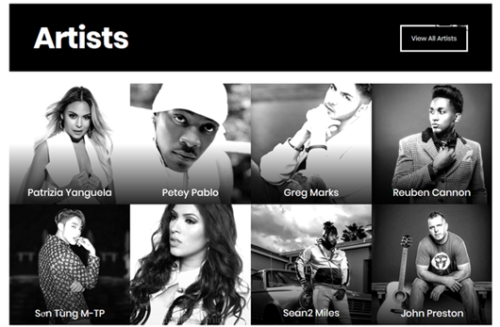 Artists
View All Artists
Patrizia Yanguela
Petey Pablo
Greg Marks
Reuben Cannon
Sơn Tùng M-TP
Sean2 Miles
John Preston